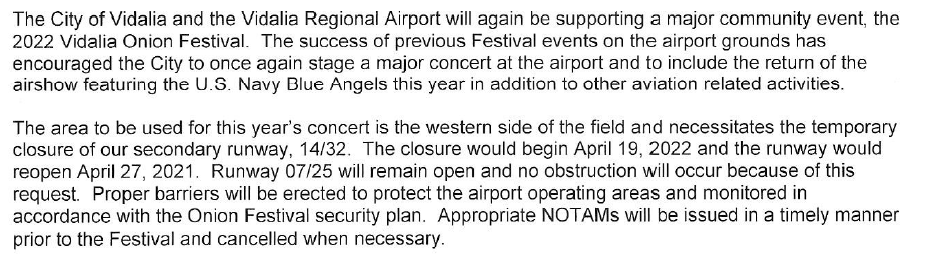 The City of Vidalia and the Vidalia Regional Airport will again be supporting a major community event, the
2022 Vidalia Onion Festival.  The success of previous Festival events on the airport grounds has
encouraged the City to once again stage a major concert at the airport and to include the return of the
airshow featuring the U.S. Navy Blue Angels this year in addition to other aviation related activities.

The area to be used for this year's concert is the western side of the field and necessitates the temporary
closure of our secondary runway, 14/32.  The closure would begin April 19, 2022 and the runway would
reopen April 27, 2021.  Runway 07/25 will remain open and no obstruction will occur because of this
request.  Proper barriers will be erected to protect the airport operating areas and monitored in
accordance with the Onion Festival security plan.  Appropriate NOTAMs will be issued in a timely manner
prior to the Festival and cancelled when necessary.